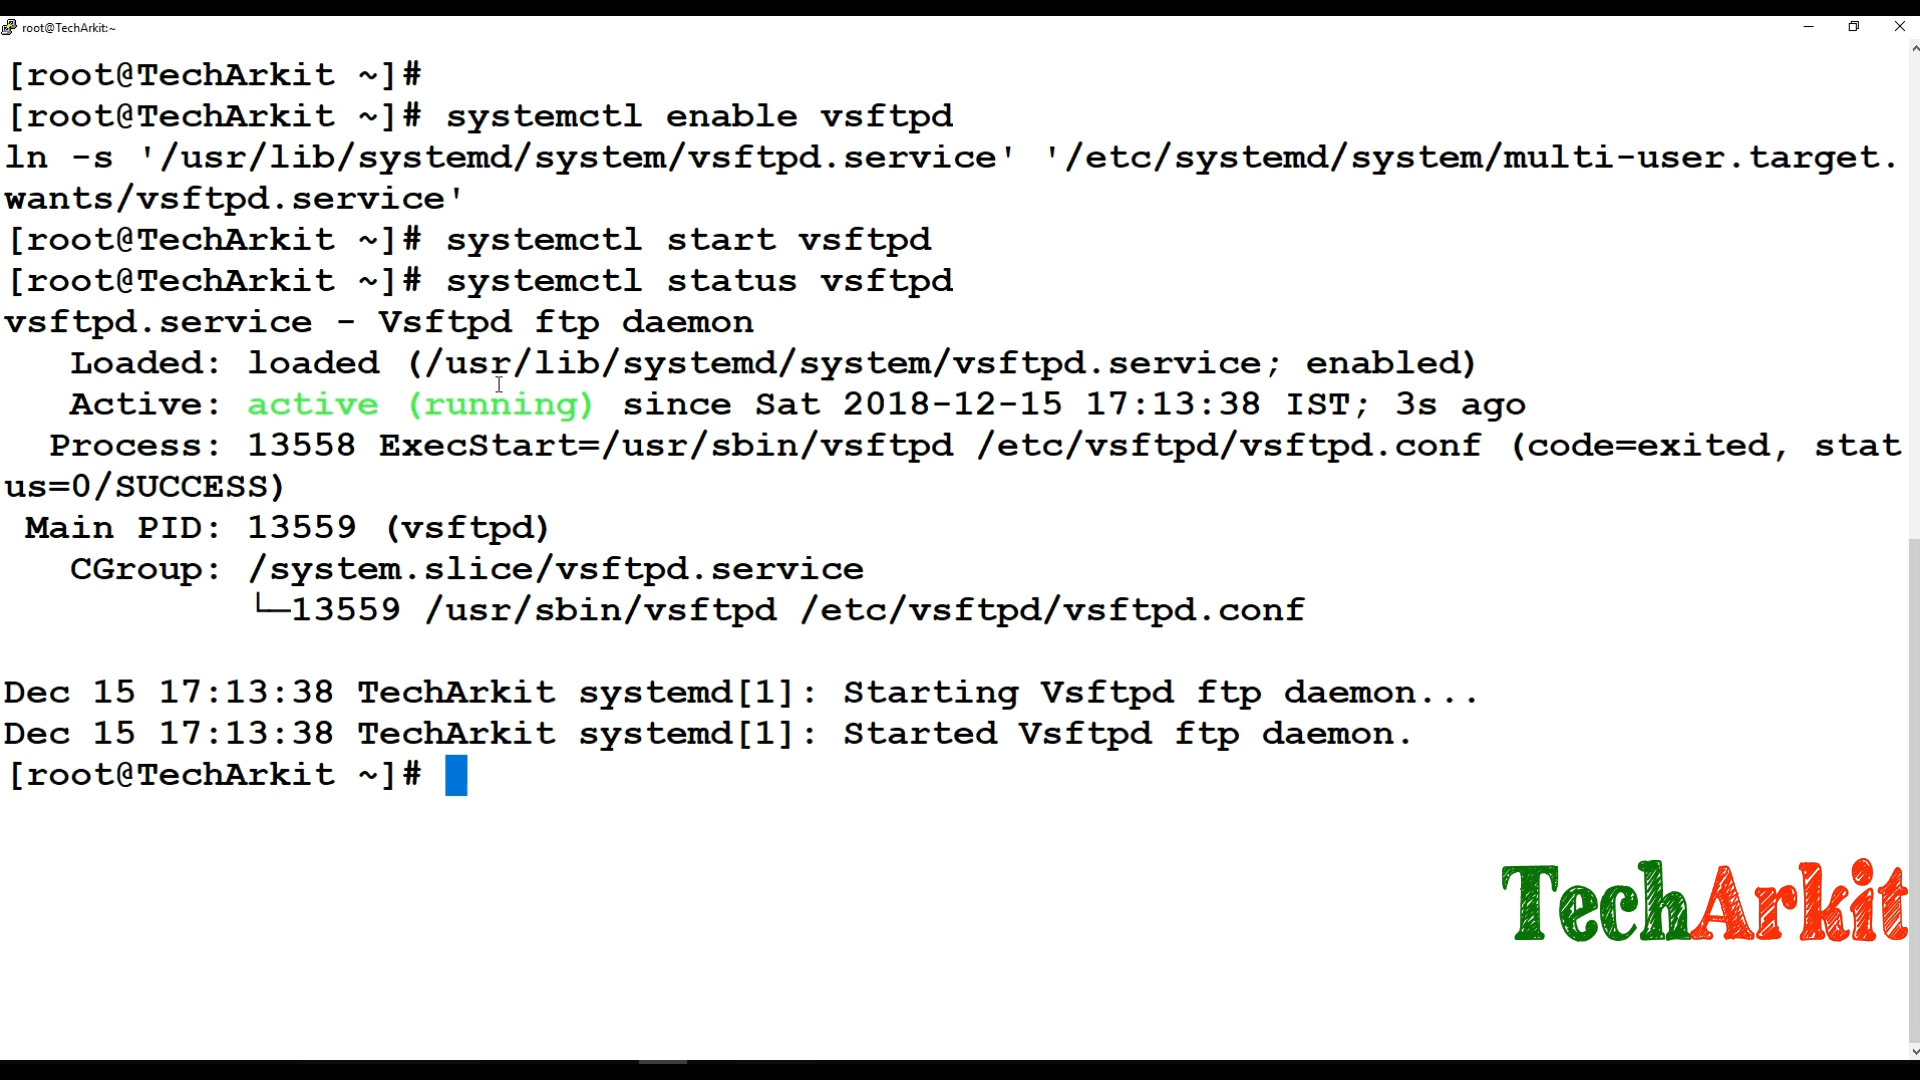 root@TechArkit:~
[root@TechArkit ~]#
[root@TechArkit ~]# systemctl enable vsftpd
ln -s '/usr/lib/systemd/system/vsftpd.service' '/etc/systemd/system/multi-user.target.
wants/vsftpd.service'
[root@TechArkit ~]# systemctl start vsftpd
[root@TechArkit ~]# systemctl status vsftpd
vsftpd.service - Vsftpd ftp daemon
   Loaded: loaded (/usr/lib/systemd/system/vsftpd.service; enabled)
   Active: active (running) since Sat 2018-12-15 17:13:38 IST; 3s ago
  Process: 13558 ExecStart=/usr/sbin/vsftpd /etc/vsftpd/vsftpd.conf (code=exited, stat
us=0/SUCCESS)
 Main PID: 13559 (vsftpd)
   CGroup: /system.slice/vsftpd.service
           └─13559 /usr/sbin/vsftpd /etc/vsftpd/vsftpd.conf
Dec 15 17:13:38 TechArkit systemd[1]: Starting Vsftpd ftp daemon...
Dec 15 17:13:38 TechArkit systemd[1]: Started Vsftpd ftp daemon.
[root@TechArkit ~]#
TechArkit